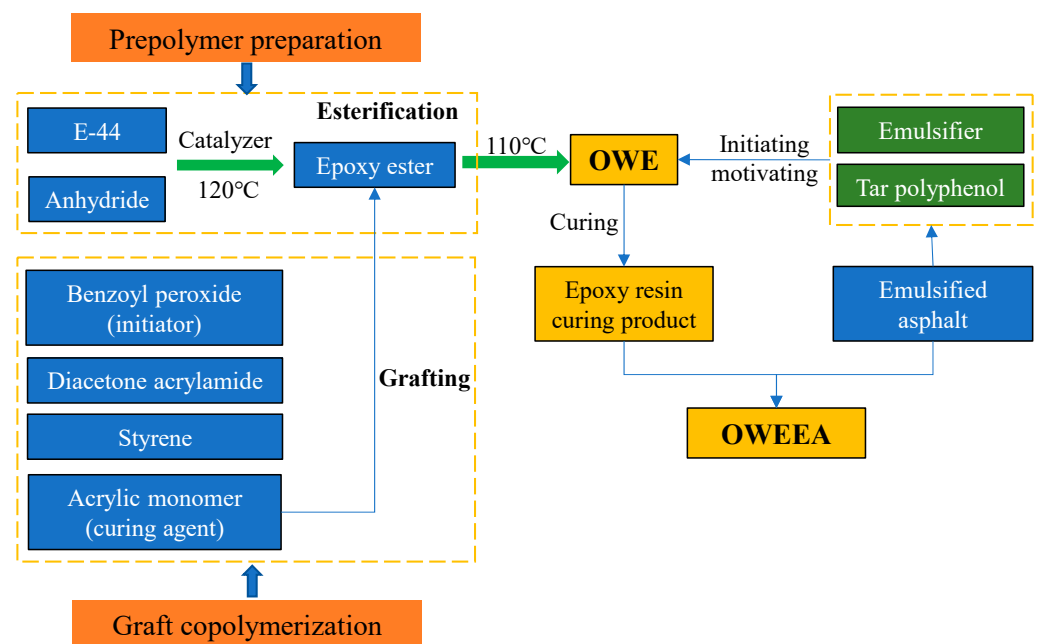 Prepolymer preparation
Esterification
E-44
Catalyzer
120℃
Anhydride
Epoxy ester
110℃
OWE
Initiating
motivating
Emulsifier
Tar polyphenol
Curing
Epoxy resin
curing product
Emulsified
asphalt
OWEEA
Benzoyl peroxide
(initiator)
Diacetone acrylamide
Grafting
Styrene
Acrylic monomer
(curing agent)
Graft copolymerization